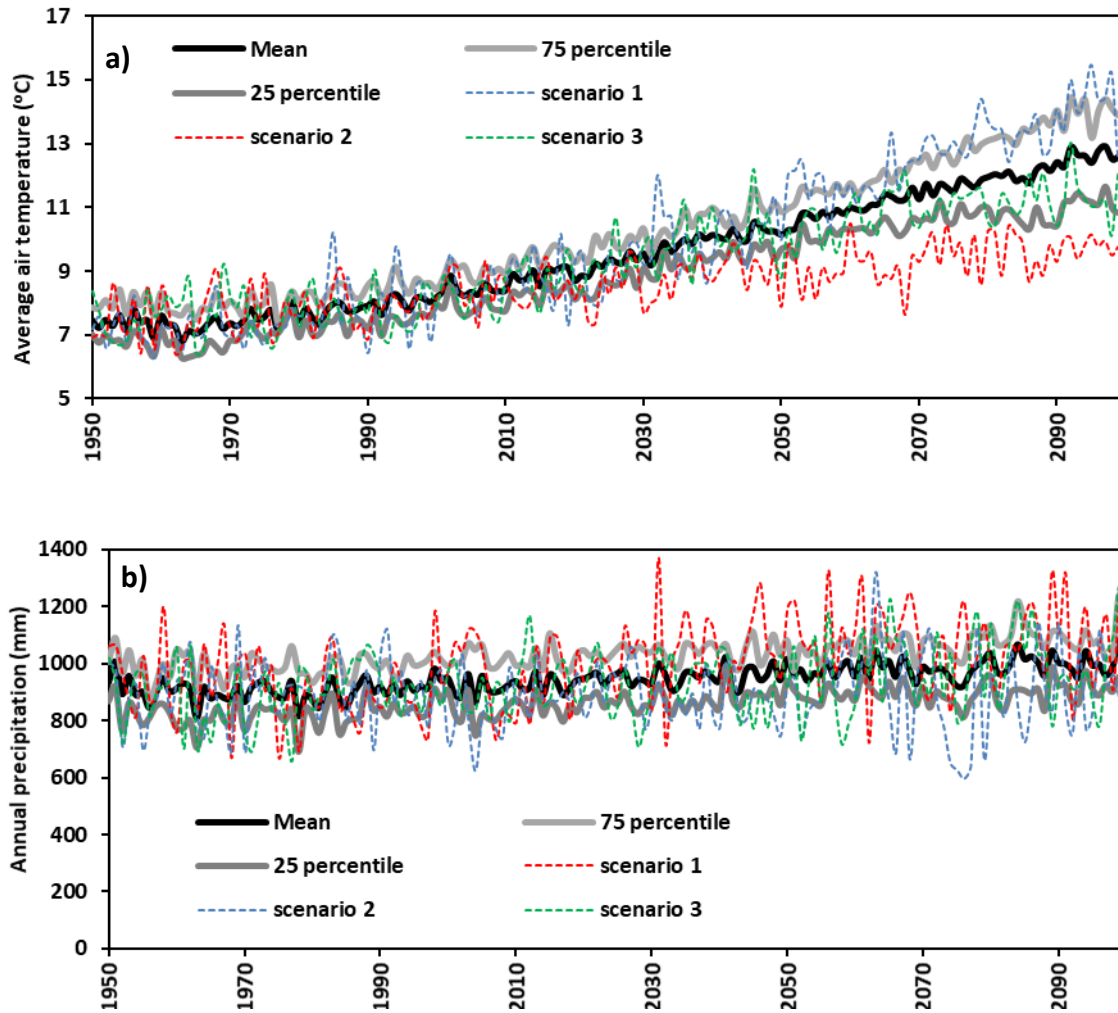 17
15
13
11
9
7
5
Average air temperature (°C)
a)
Mean
75 percentile
25 percentile
scenario 1
scenario 2
scenario 3
1950
1970
1990
2010
2030
2050
2070
2090
1400
1200
1000
800
600
400
200
0
Annual precipitation (mm)
b)
Mean
75 percentile
25 percentile
scenario 1
scenario 2
scenario 3
1950
1970
1990
2010
2030
2050
2070
2090